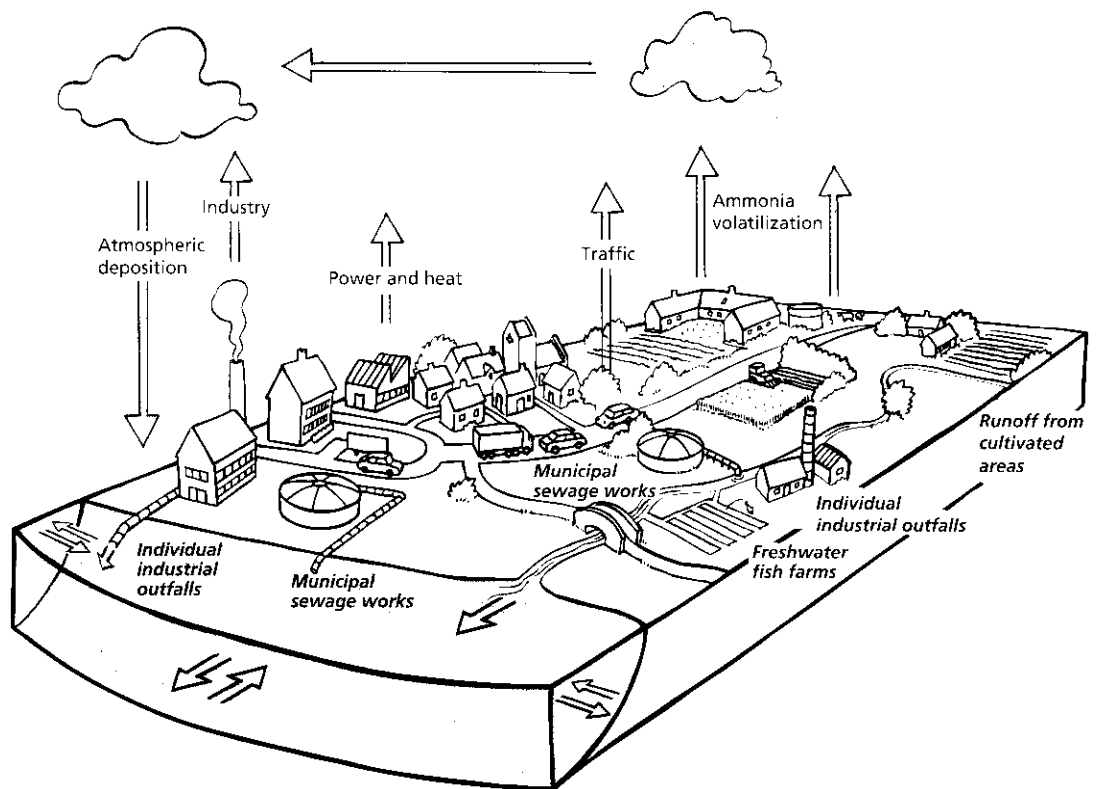 Industry
Atmospheric
deposition
Power and heat
Traffic
Ammonia
volatilization
Municipal
sewage works
Runoff from
cultivated
areas
Individual
industrial outfalls
Freshwater
fish farms
Individual
industrial
outfalls
Municipal
sewage works